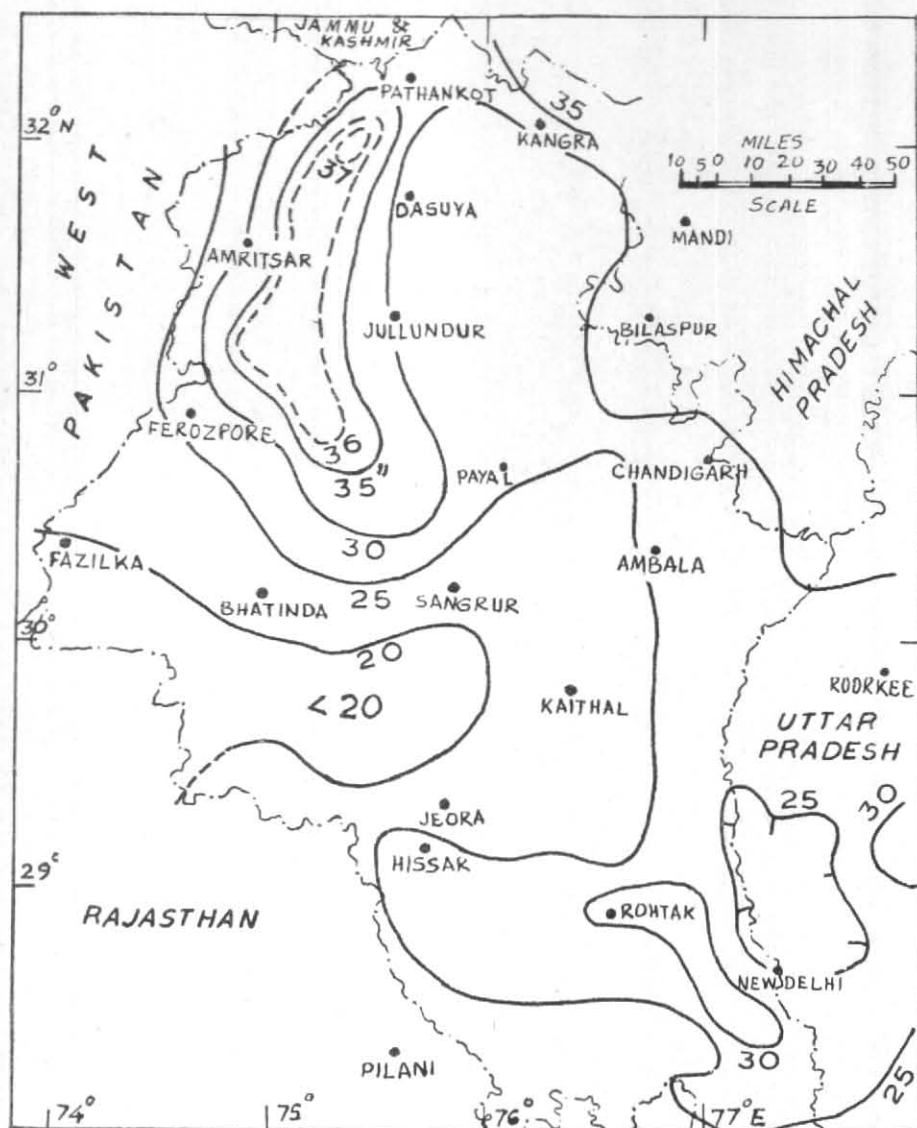 JAMMU &
KASHMIR
PATHANKOT
35
32° N
KANGRA
MILES
10 5 0 10 20 30 40 50
SCALE
37
DASUYA
MANDI
WEST
PAKISTAN
AMRITSAR
JULLUNDUR
BILASPUR
HIMACHAL
PRADESH
31°
FEROZPORE
36
35"
PAYAL
CHANDIGARH
30
FAZILKA
AMBALA
BHATINDA
25
SANGRUR
30°
20
<20
KAITHAL
ROORKEE
UTTAR
PRADESH
25
30
JEORA
HISSAK
29°
RAJASTHAN
ROHTAK
NEW DELHI
PILANI
30
25
74°
75°
76°
77° E